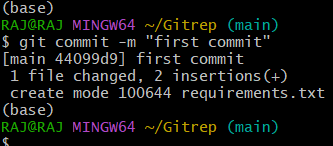 (base)
RAJ@RAJ MINGW64 ~/Gitrep (main)
$ git commit -m "first commit"
[main 44099d9] first commit
 1 file changed, 2 insertions(+)
 create mode 100644 requirements.txt
(base)
RAJ@RAJ MINGW64 ~/Gitrep (main)
$